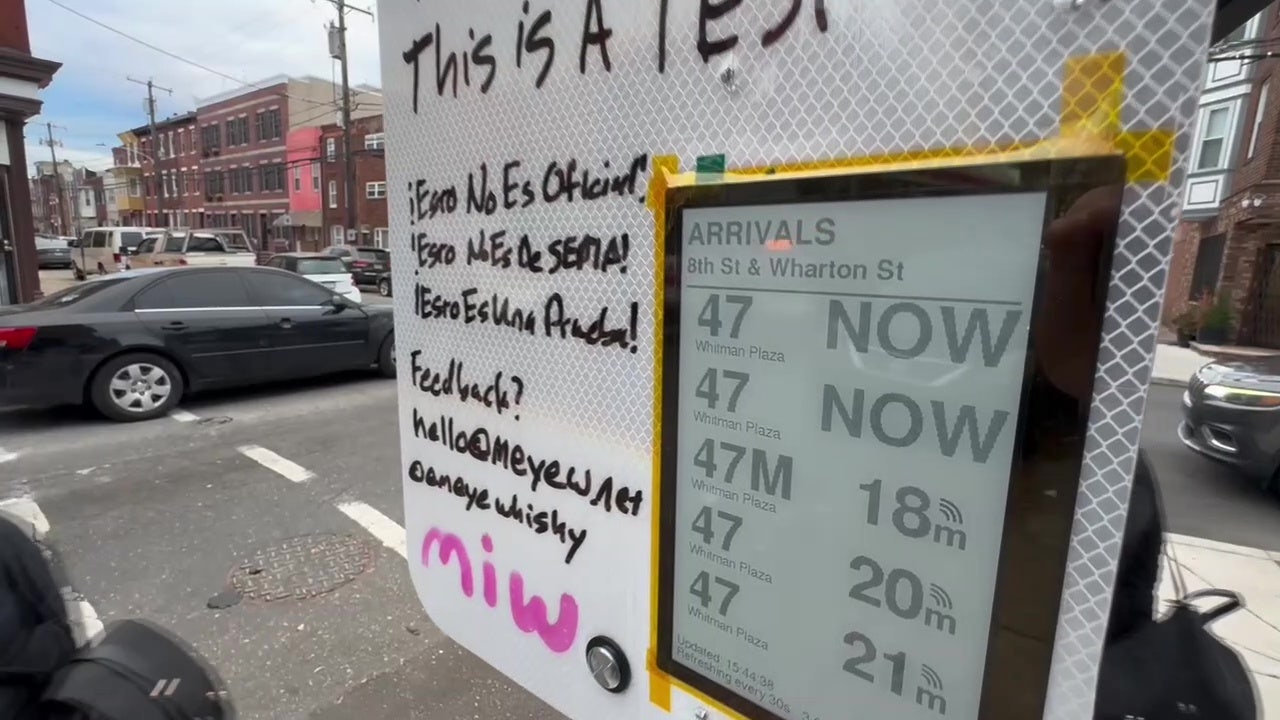 This is A TEST
¡Esto No Es Oficial!
¡Esto No Es De SEPTA!
¡Esto Es Una Prueba!
Feedback?
hello@meyew.net
@ameyewhisky
miw
ARRIVALS
8th St & Wharton St
47 NOW
Whitman Plaza
47 NOW
Whitman Plaza
47M 18m
Whitman Plaza
47 20m
Whitman Plaza
47 21m
Whitman Plaza
Updated: 15:44:38
Refreshing every 30s